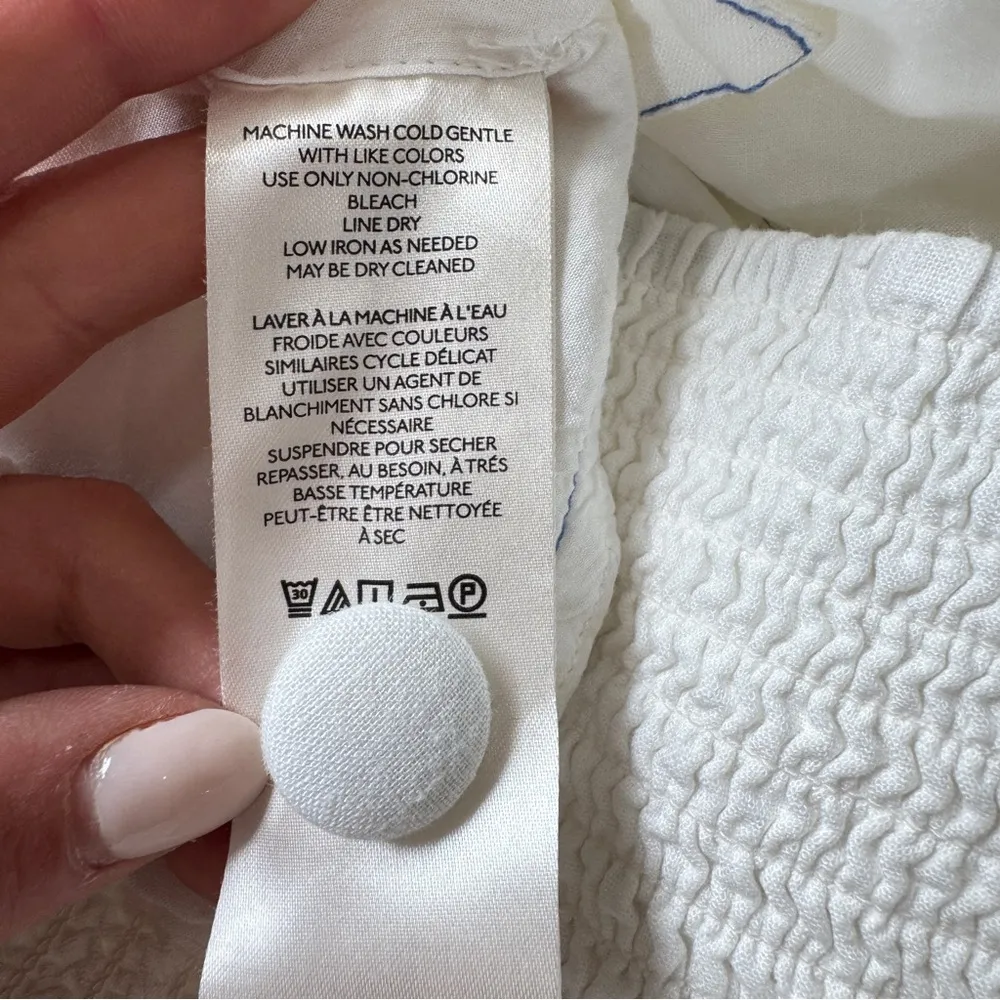 MACHINE WASH COLD GENTLE
WITH LIKE COLORS
USE ONLY NON-CHLORINE
BLEACH
LINE DRY
LOW IRON AS NEEDED
MAY BE DRY CLEANED
LAVER À LA MACHINE À L'EAU
FROIDE AVEC COULEURS
SIMILAIRES CYCLE DÉLICAT
UTILISER UN AGENT DE
BLANCHIMENT SANS CHLORE SI
NÉCESSAIRE
SUSPENDRE POUR SECHER
REPASSER, AU BESOIN, À TRÉS
BASSE TEMPÉRATURE
PEUT-ÊTRE ÊTRE NETTOYÉE
À SEC
30 P